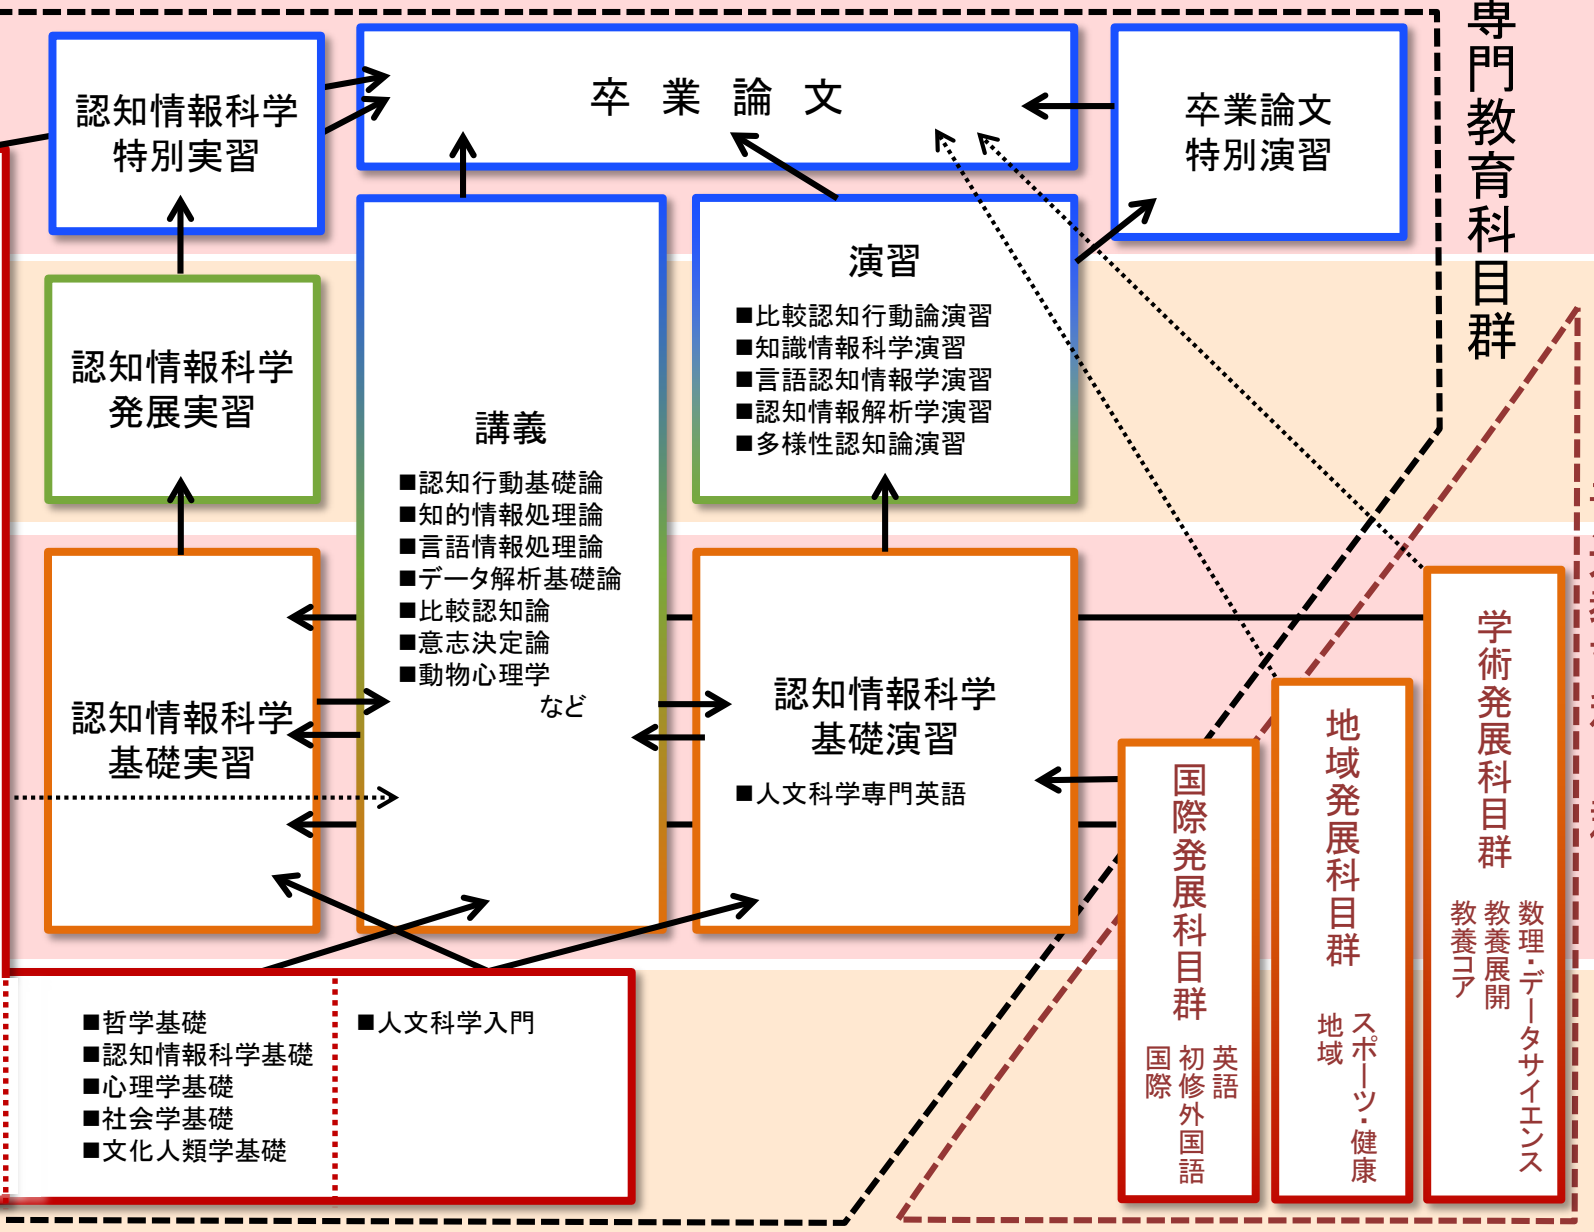 専門教育科目群
認知情報科学
特別実習
卒業論文
卒業論文
特別演習
認知情報科学
発展実習
講義
■認知行動基礎論
■知的情報処理論
■言語情報処理論
■データ解析基礎論
■比較認知論
■意志決定論
■動物心理学
など
演習
■比較認知行動論演習
■知識情報科学演習
■言語認知情報学演習
■認知情報解析学演習
■多様性認知論演習
認知情報科学
基礎実習
認知情報科学
基礎演習
■人文科学専門英語
■哲学基礎
■認知情報科学基礎
■心理学基礎
■社会学基礎
■文化人類学基礎
■人文科学入門
国際発展科目群
英語
初修外国語
国際
地域発展科目群
スポーツ・健康
地域
学術発展科目群
数理・データサイエンス
教養展開
教養コア